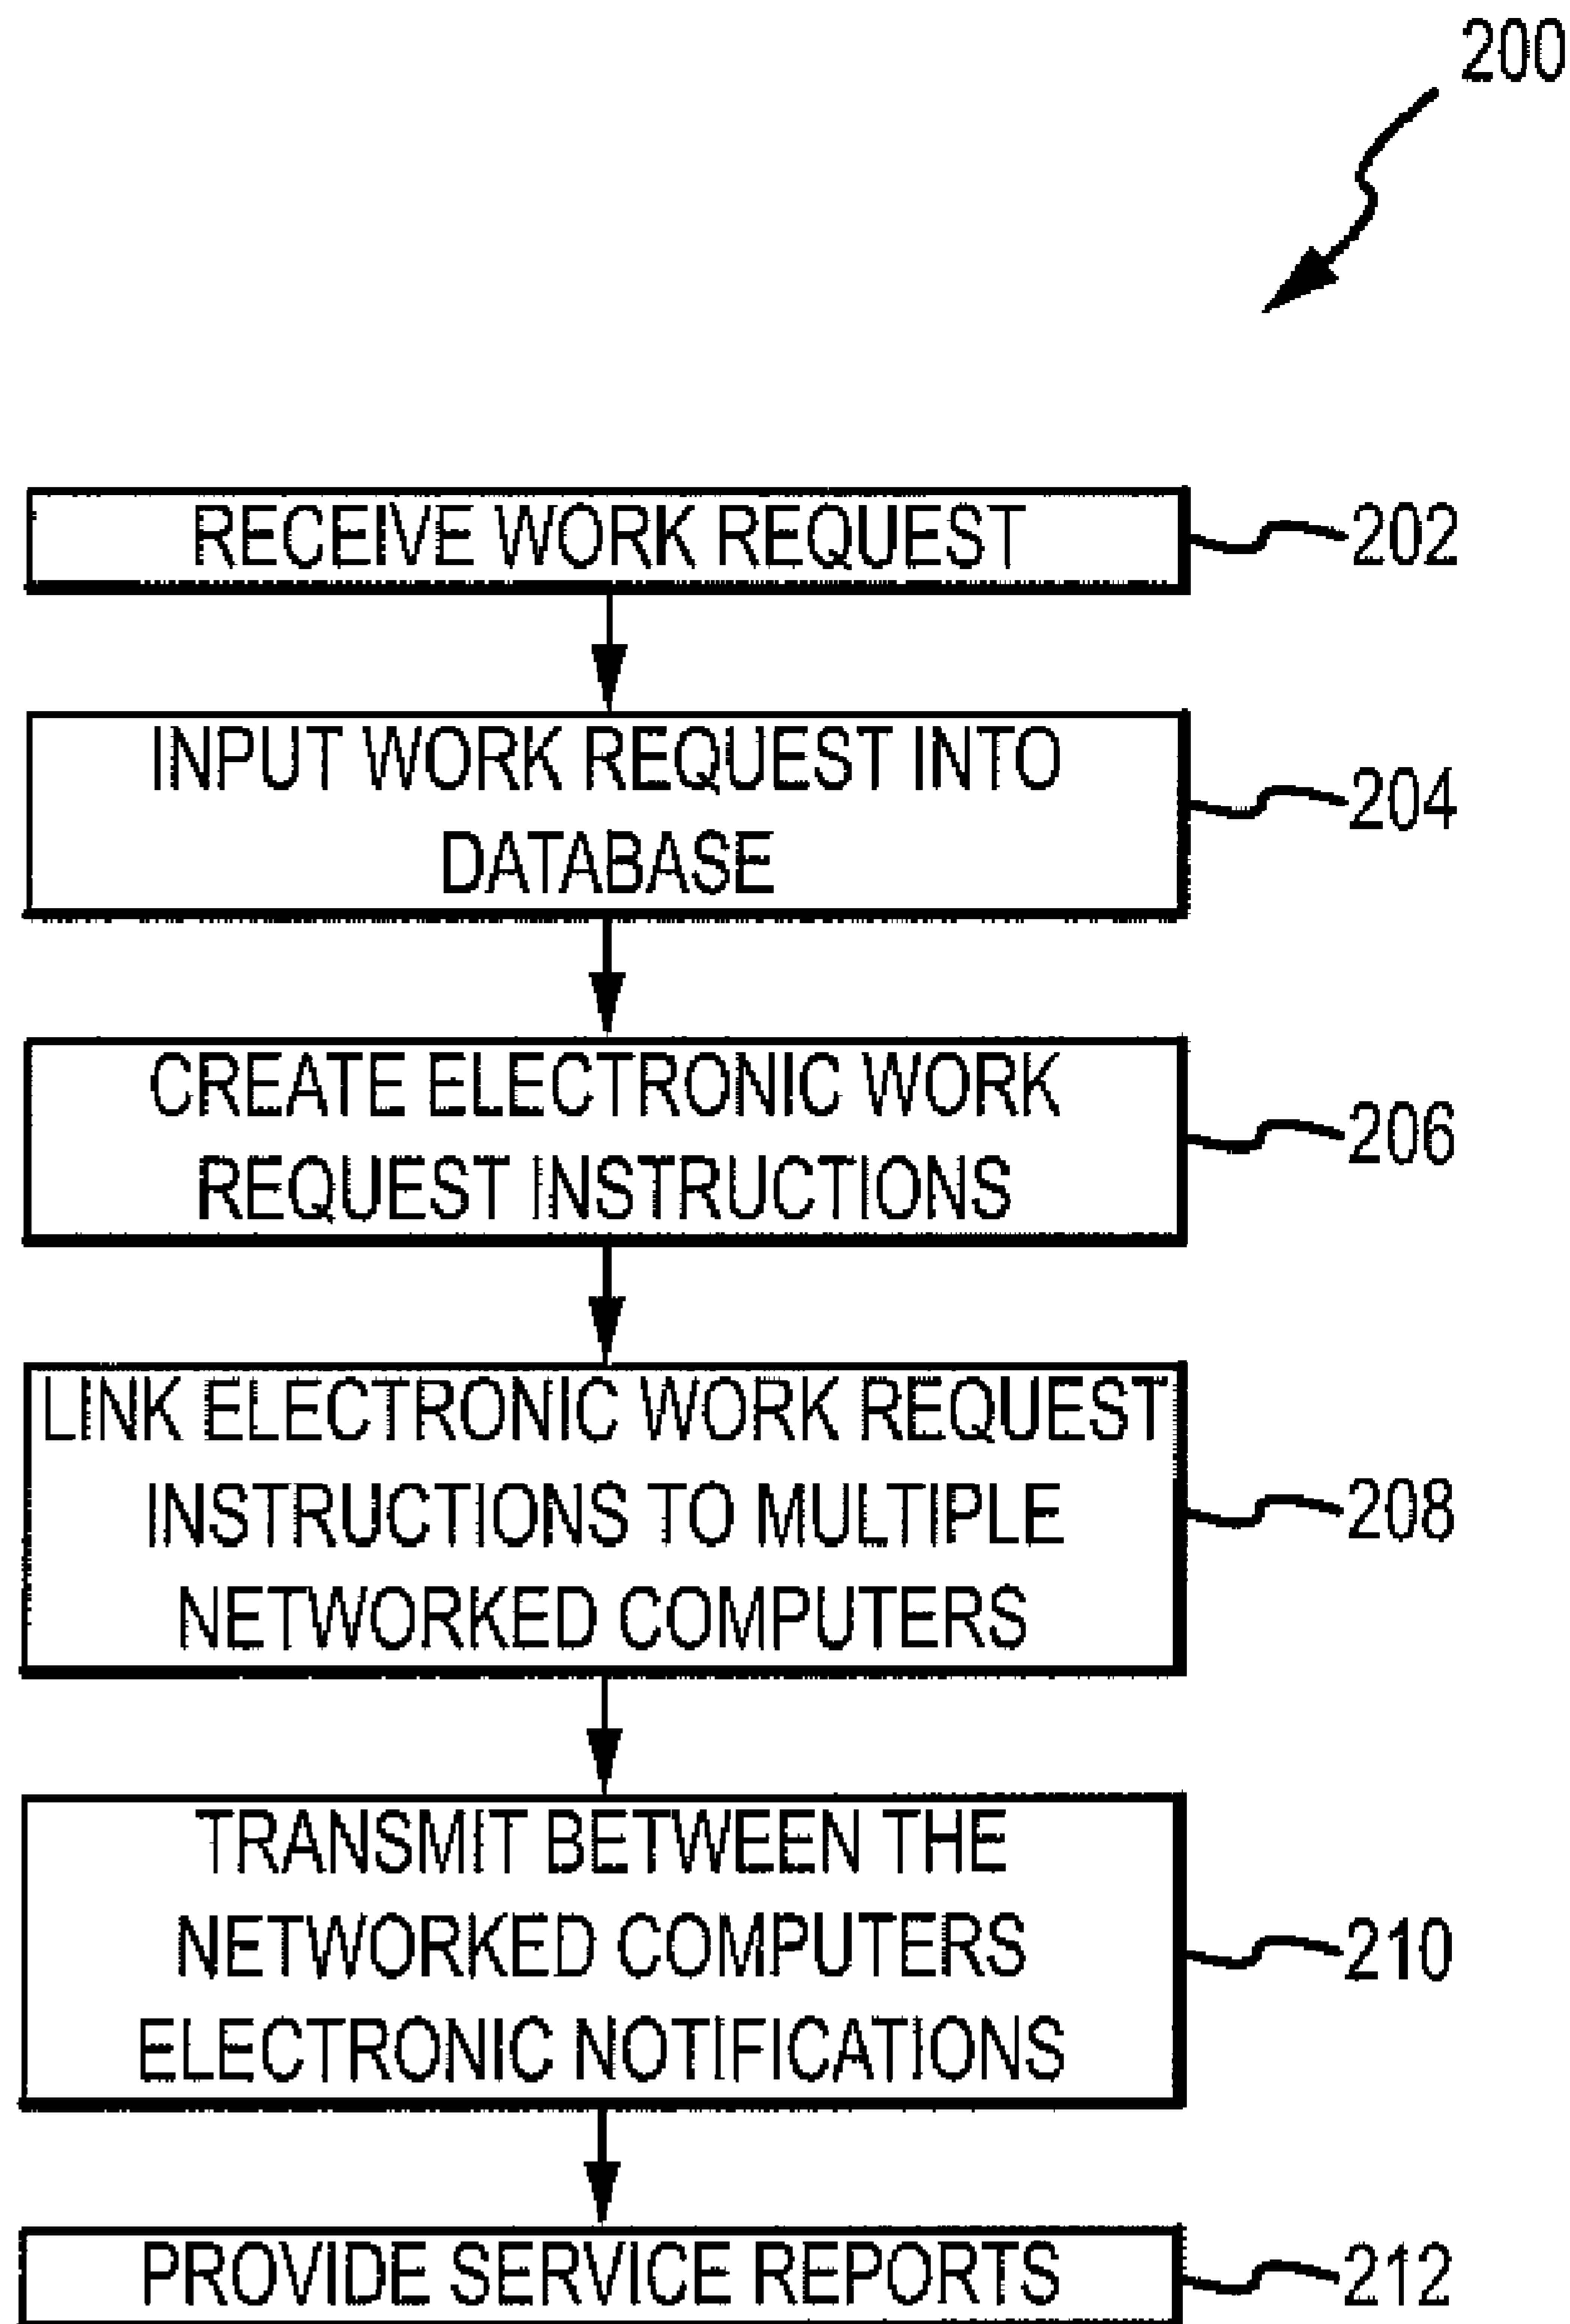 200
RECEIVE WORK REQUEST
202
INPUT WORK REQUEST INTO
DATABASE
204
CREATE ELECTRONIC WORK
REQUEST INSTRUCTIONS
206
LINK ELECTRONIC WORK REQUEST
INSTRUCTIONS TO MULTIPLE
NETWORKED COMPUTERS
208
TRANSMIT BETWEEN THE
NETWORKED COMPUTERS
ELECTRONIC NOTIFICATIONS
210
PROVIDE SERVICE REPORTS
212